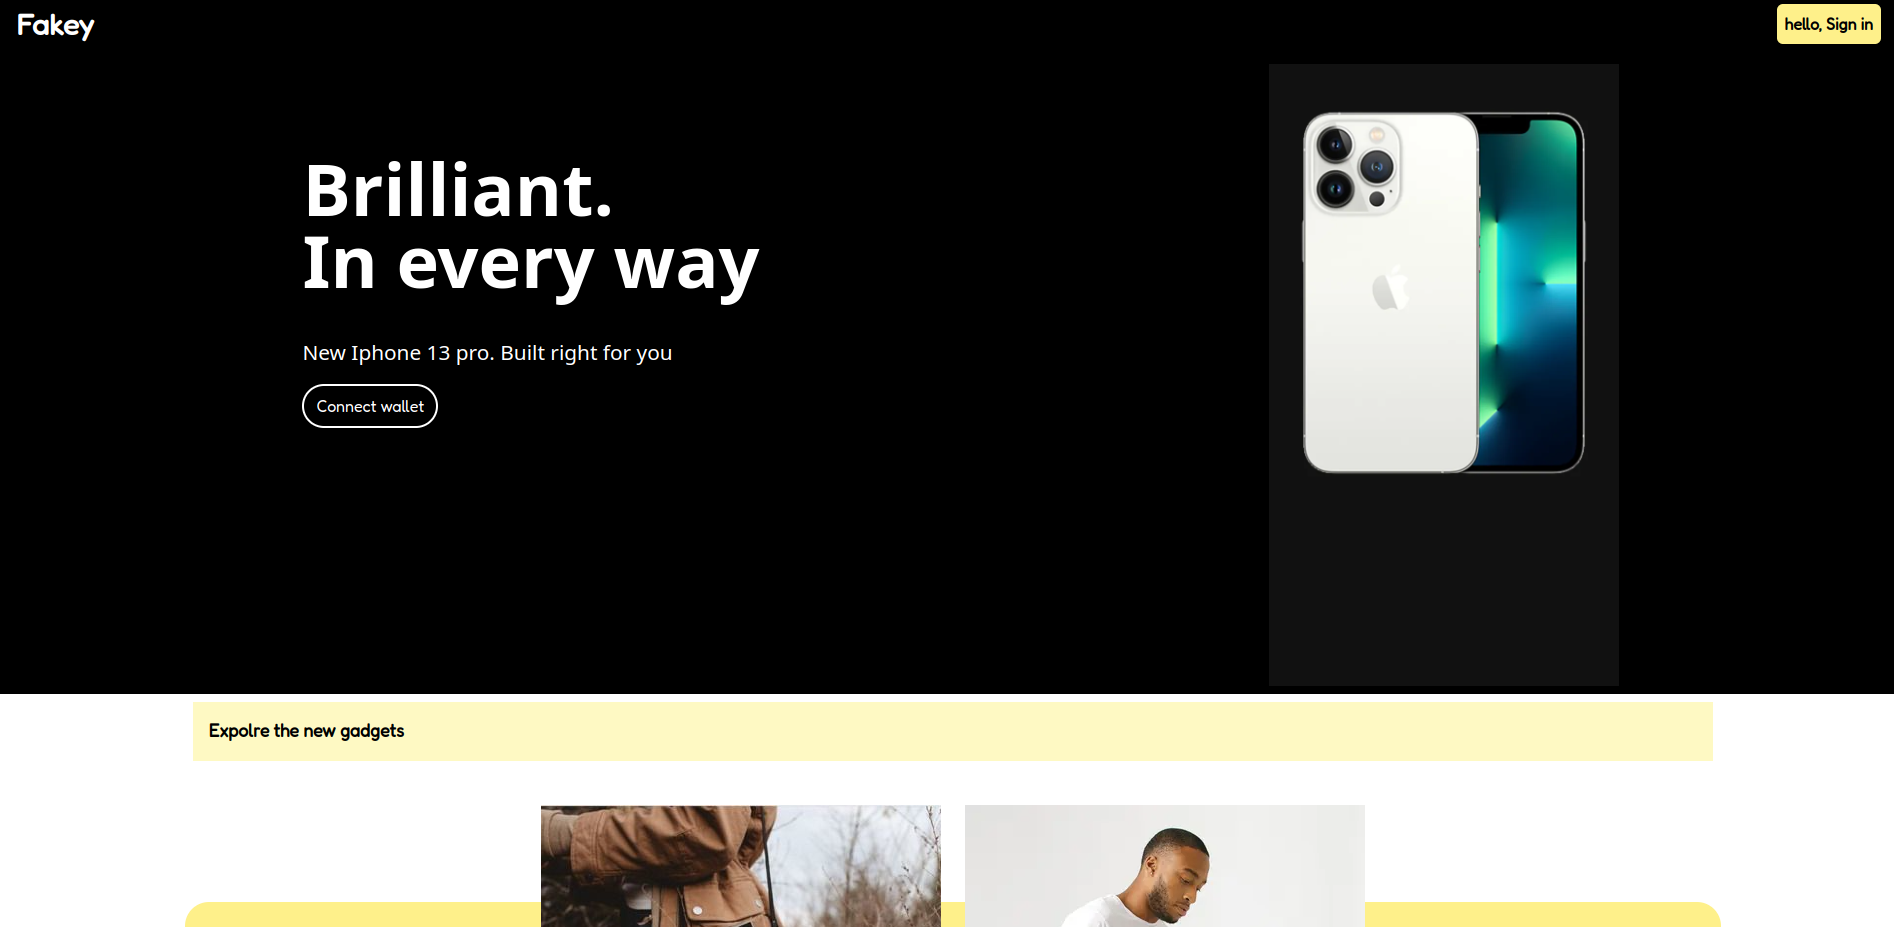 Fakey
hello, Sign in
Brilliant.
In every way
New Iphone 13 pro. Built right for you
Connect wallet
Expolre the new gadgets